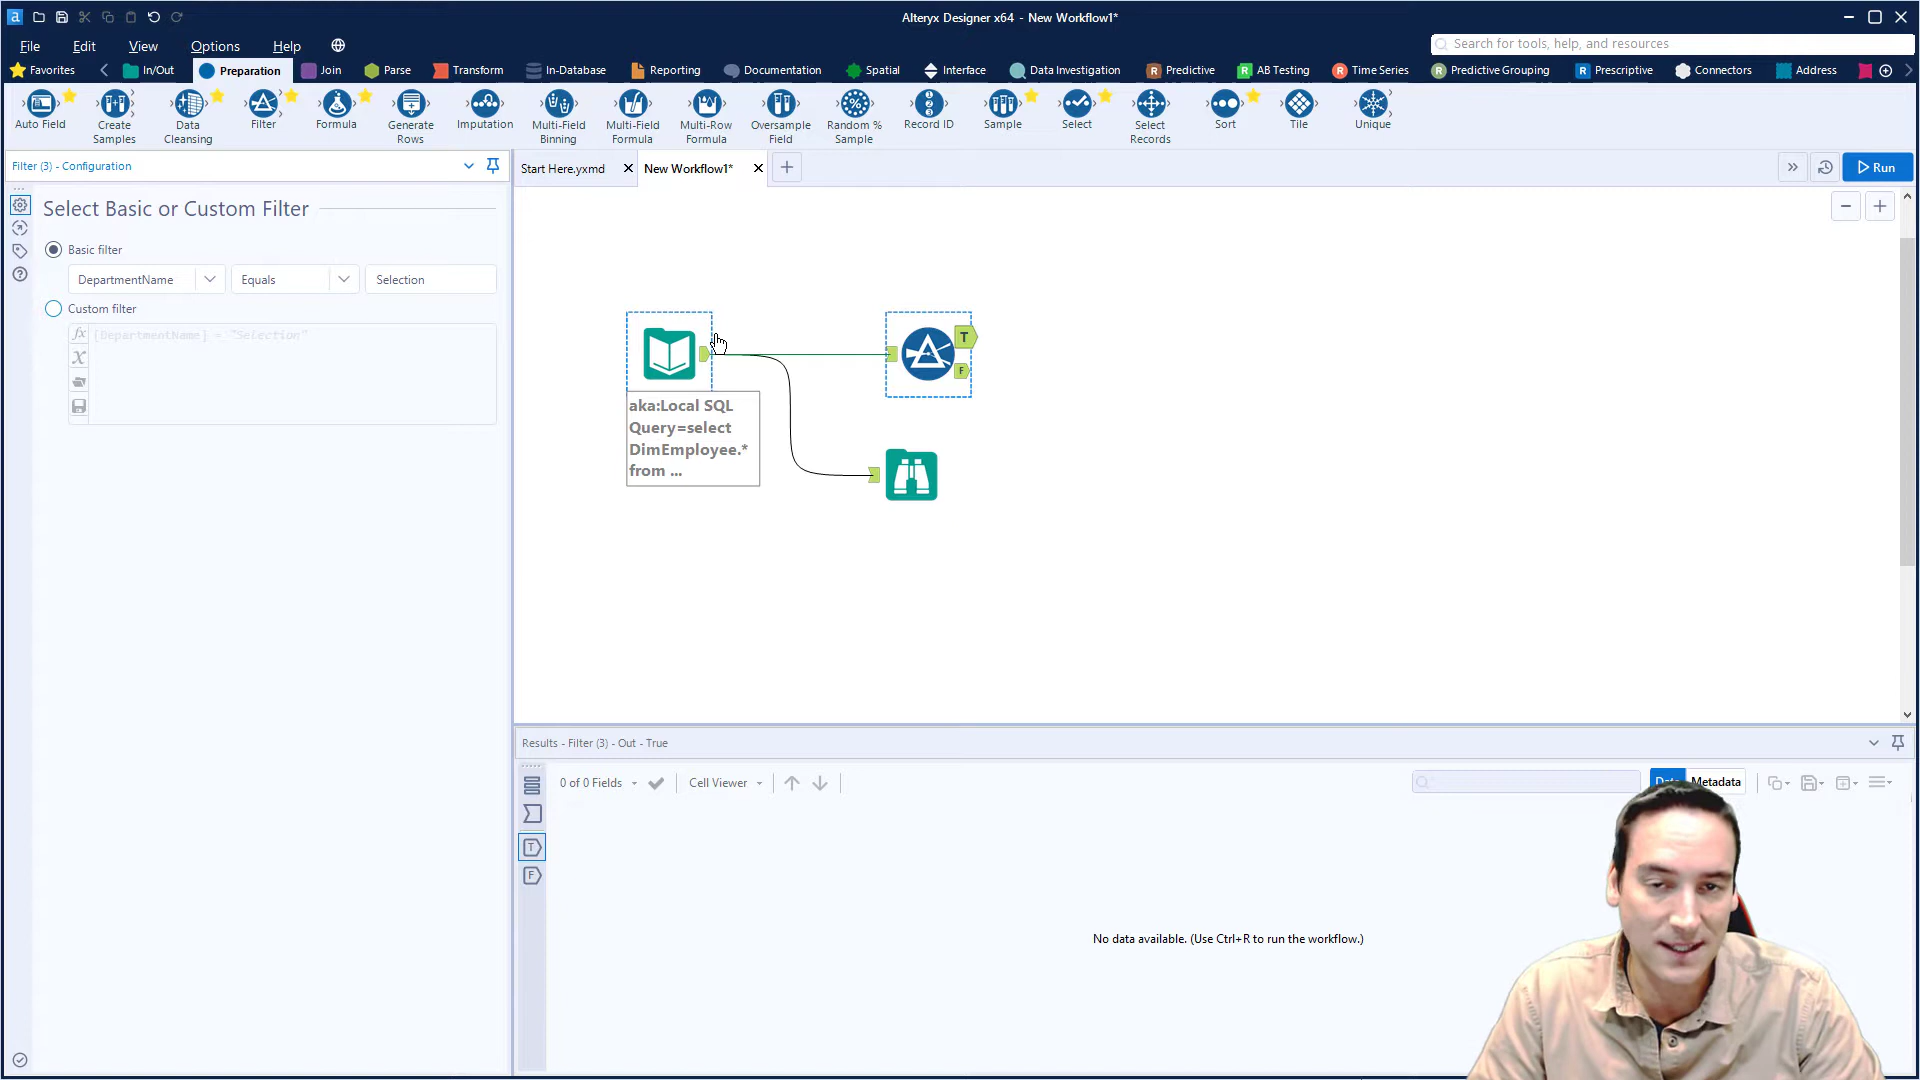 Alteryx Designer x64 - New Workflow1*
File Edit View Options Help
Search for tools, help, and resources
Favorites In/Out Preparation Join Parse Transform In-Database Reporting Documentation Spatial Interface Data Investigation Predictive AB Testing Time Series Predictive Grouping Prescriptive Connectors Address
Auto Field Create Samples Data Cleansing Filter Formula Generate Rows Imputation Multi-Field Binning Multi-Field Formula Multi-Row Formula Oversample Field Random % Sample Record ID Sample Select Select Records Sort Tile Unique
Filter (3) - Configuration
Start Here.yxmd
New Workflow1*
Run
Select Basic or Custom Filter
Basic filter
DepartmentName Equals Selection
Custom filter
[DepartmentName] = "Selection"
T
F
aka:Local SQL
Query=select
DimEmployee.*
from ...
Results - Filter (3) - Out - True
0 of 0 Fields Cell Viewer
Metadata
T
F
No data available. (Use Ctrl+R to run the workflow.)